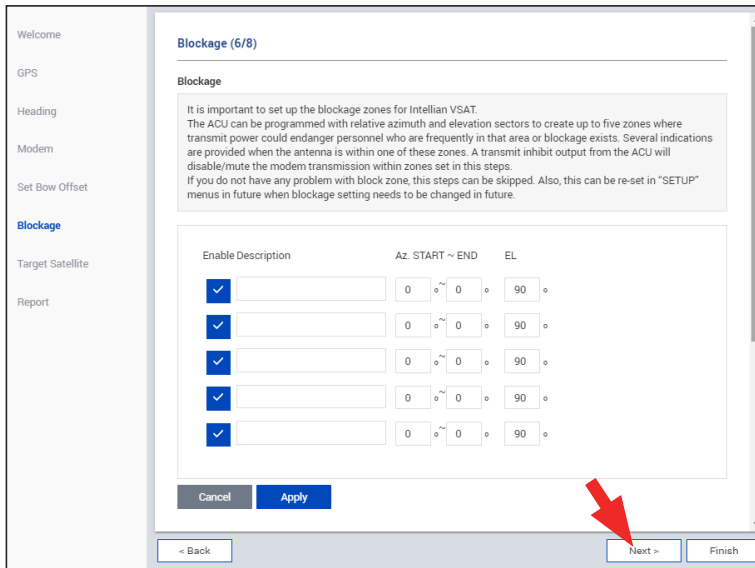 Welcome
GPS
Heading
Modem
Set Bow Offset
Blockage
Target Satellite
Report
Blockage (6/8)
Blockage
It is important to set up the blockage zones for Intellian VSAT.
The ACU can be programmed with relative azimuth and elevation sectors to create up to five zones where
transmit power could endanger personnel who are frequently in that area or blockage exists. Several indications
are provided when the antenna is within one of these zones. A transmit inhibit output from the ACU will
disable/mute the modem transmission within zones set in this steps.
If you do not have any problem with block zone, this steps can be skipped. Also, this can be re-set in “SETUP”
menus in future when blockage setting needs to be changed in future.
Enable Description Az. START ~ END EL
0 º ~ 0 º 90 º
0 º ~ 0 º 90 º
0 º ~ 0 º 90 º
0 º ~ 0 º 90 º
0 º ~ 0 º 90 º
Cancel Apply
< Back Next > Finish